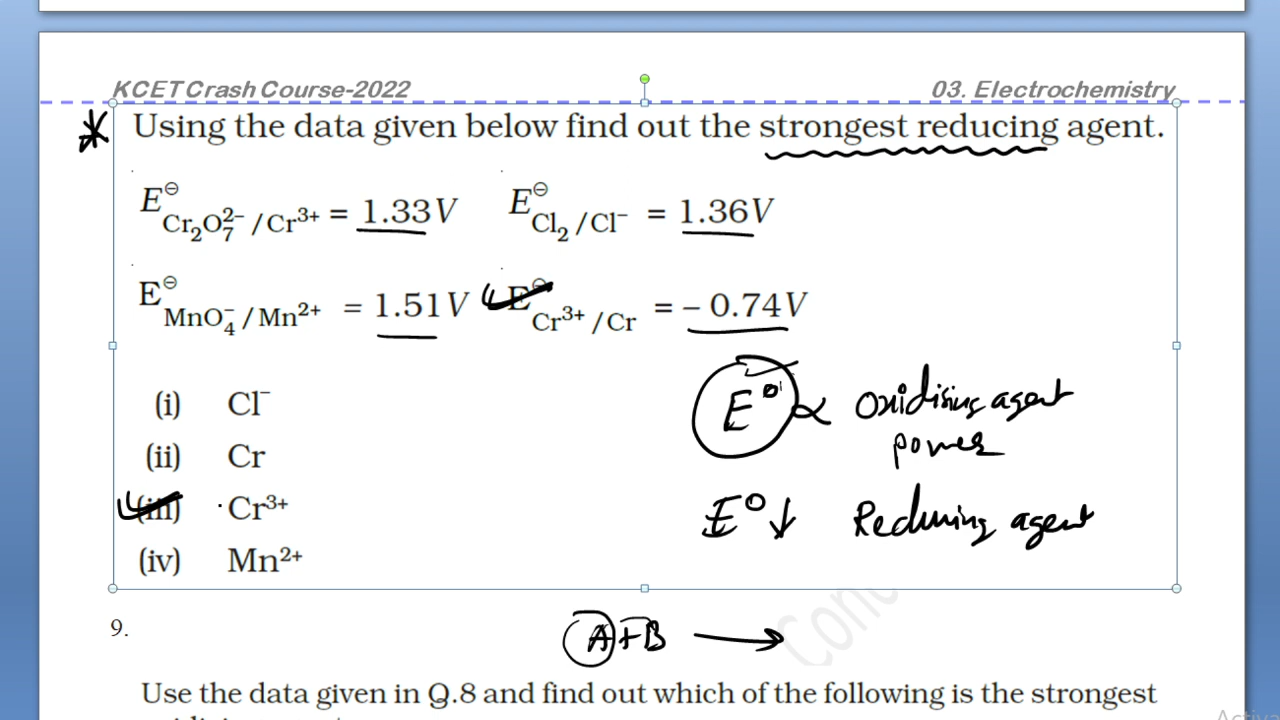 KCET Crash Course-2022 03. Electrochemistry
* Using the data given below find out the strongest reducing agent.
E⊖ Cr₂O₇²⁻/Cr³⁺ = 1.33V E⊖ Cl₂/Cl⁻ = 1.36V
E⊖ MnO₄⁻/Mn²⁺ = 1.51V E⊖ Cr³⁺/Cr = – 0.74V
(i) Cl⁻
(ii) Cr
(iii) Cr³⁺
(iv) Mn²⁺
E° ∝ Oxidising agent
power
E°↓ Reducing agent
9.
A+B →
Use the data given in Q.8 and find out which of the following is the strongest